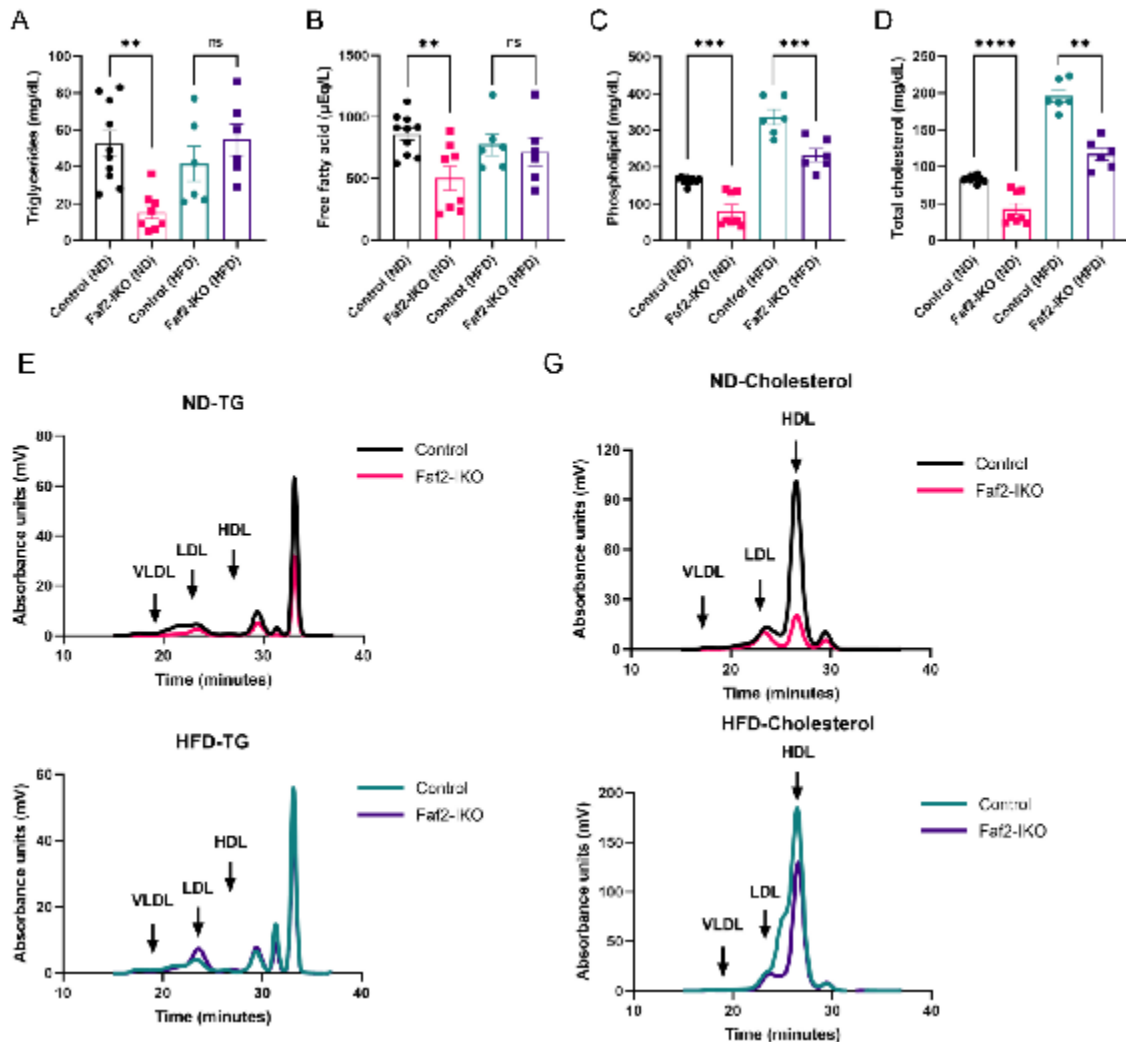 A
B
C
D
** ns
** ns
*** ***
**** **
Triglycerides (mg/dL)
100
80
60
40
20
0
Control (ND)
Faf2-IKO (ND)
Control (HFD)
Faf2-IKO (HFD)
Free fatty acid (µEq/L)
1500
1000
500
0
Control (ND)
Faf2-IKO (ND)
Control (HFD)
Faf2-IKO (HFD)
Phospholipid (mg/dL)
500
400
300
200
100
0
Control (ND)
Faf2-IKO (ND)
Control (HFD)
Faf2-IKO (HFD)
Total cholesterol (mg/dL)
250
200
150
100
50
0
Control (ND)
Faf2-IKO (ND)
Control (HFD)
Faf2-IKO (HFD)
E
ND-TG
Absorbance units (mV)
80
60
40
20
0
VLDL
LDL
HDL
Control
Faf2-IKO
10 20 30 40
Time (minutes)
HFD-TG
Absorbance units (mV)
60
40
20
0
VLDL
LDL
HDL
Control
Faf2-IKO
10 20 30 40
Time (minutes)
G
ND-Cholesterol
Absorbance units (mV)
120
90
60
30
0
VLDL
LDL
HDL
Control
Faf2-IKO
10 20 30 40
Time (minutes)
HFD-Cholesterol
Absorbance units (mV)
200
150
100
50
0
VLDL
LDL
HDL
Control
Faf2-IKO
10 20 30 40
Time (minutes)